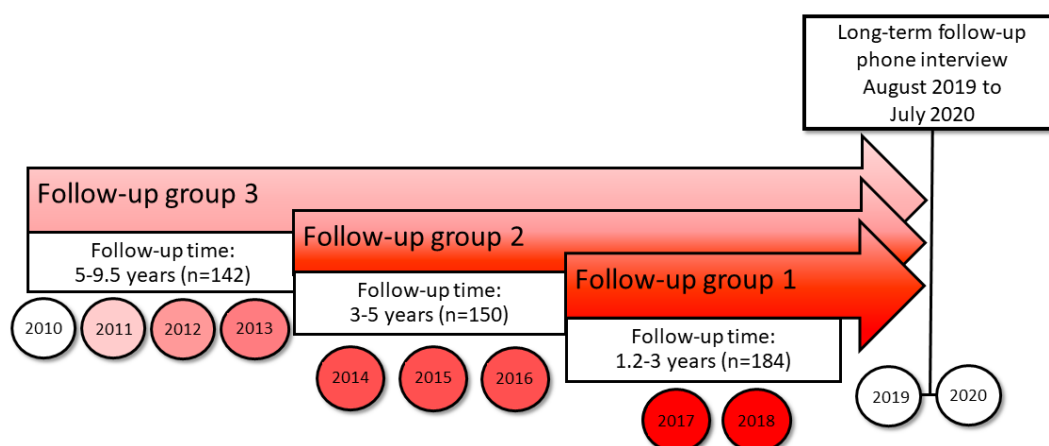 Long-term follow-up
phone interview
August 2019 to
July 2020
Follow-up group 3
Follow-up time:
5-9.5 years (n=142)
Follow-up group 2
Follow-up time:
3-5 years (n=150)
Follow-up group 1
Follow-up time:
1.2-3 years (n=184)
2010
2011
2012
2013
2014
2015
2016
2017
2018
2019
2020